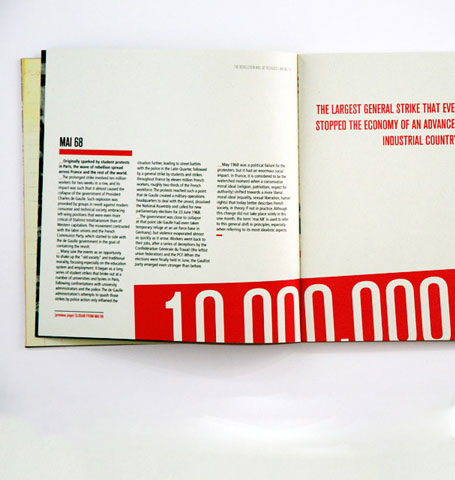 THE REVOLUTION WILL BE TELEVISED / MAI 68
MAI 68
__Originally sparked by student protests
in Paris, the wave of rebellion spread
across France and the rest of the world.
The prolonged strike involved ten million
workers for two weeks in a row, and its
impact was such that it almost caused the
collapse of the government of President
Charles de Gaulle. Such explosion was
provoked by groups in revolt against modern
consumer and technical society, embracing
left-wing positions that were even more
critical of Stalinist totalitarianism than of
Western capitalism. The movement contrasted
with the labor unions and the French
Communist Party, which started to side with
the de Gaulle government in the goal of
containing the revolt.
Many saw the events as an opportunity
to shake up the "old society" and traditional
morality, focusing especially on the education
system and employment. It began as a long
series of student strikes that broke out at a
number of universities and lycées in Paris,
following confrontations with university
administrators and the police. The de Gaulle
administration's attempts to quash those
strikes by police action only inflamed the
(previous page) SLOGAN FROM MAI 68
situation further, leading to street battles
with the police in the Latin Quarter, followed
by a general strike by students and strikes
throughout France by eleven million French
workers, roughly two thirds of the French
workforce. The protests reached such a point
that de Gaulle created a military operations
headquarters to deal with the unrest, dissolved
the National Assembly and called for new
parliamentary elections for 23 June 1968.
The government was close to collapse
at that point (de Gaulle had even taken
temporary refuge at an air force base in
Germany), but violence evaporated almost
as quickly as it arose. Workers went back to
their jobs, after a series of deceptions by the
Confédération Générale du Travail (the leftist
union federation) and the PCF. When the
elections were finally held in June, the Gaullist
party emerged even stronger than before.
__May 1968 was a political failure for the
protesters, but it had an enormous social
impact. In France, it is considered to be the
watershed moment when a conservative
moral ideal (religion, patriotism, respect for
authority) shifted towards a more liberal
moral ideal (equality, sexual liberation, human
rights) that today better describes French
society, in theory if not in practice. Although
this change did not take place solely in this
one month, the term "mai 68" is used to refer
to this general shift in principles, especially
when referring to its most idealistic aspects.
THE LARGEST GENERAL STRIKE THAT EVE
STOPPED THE ECONOMY OF AN ADVANCE
INDUSTRIAL COUNTRY
10.000.000